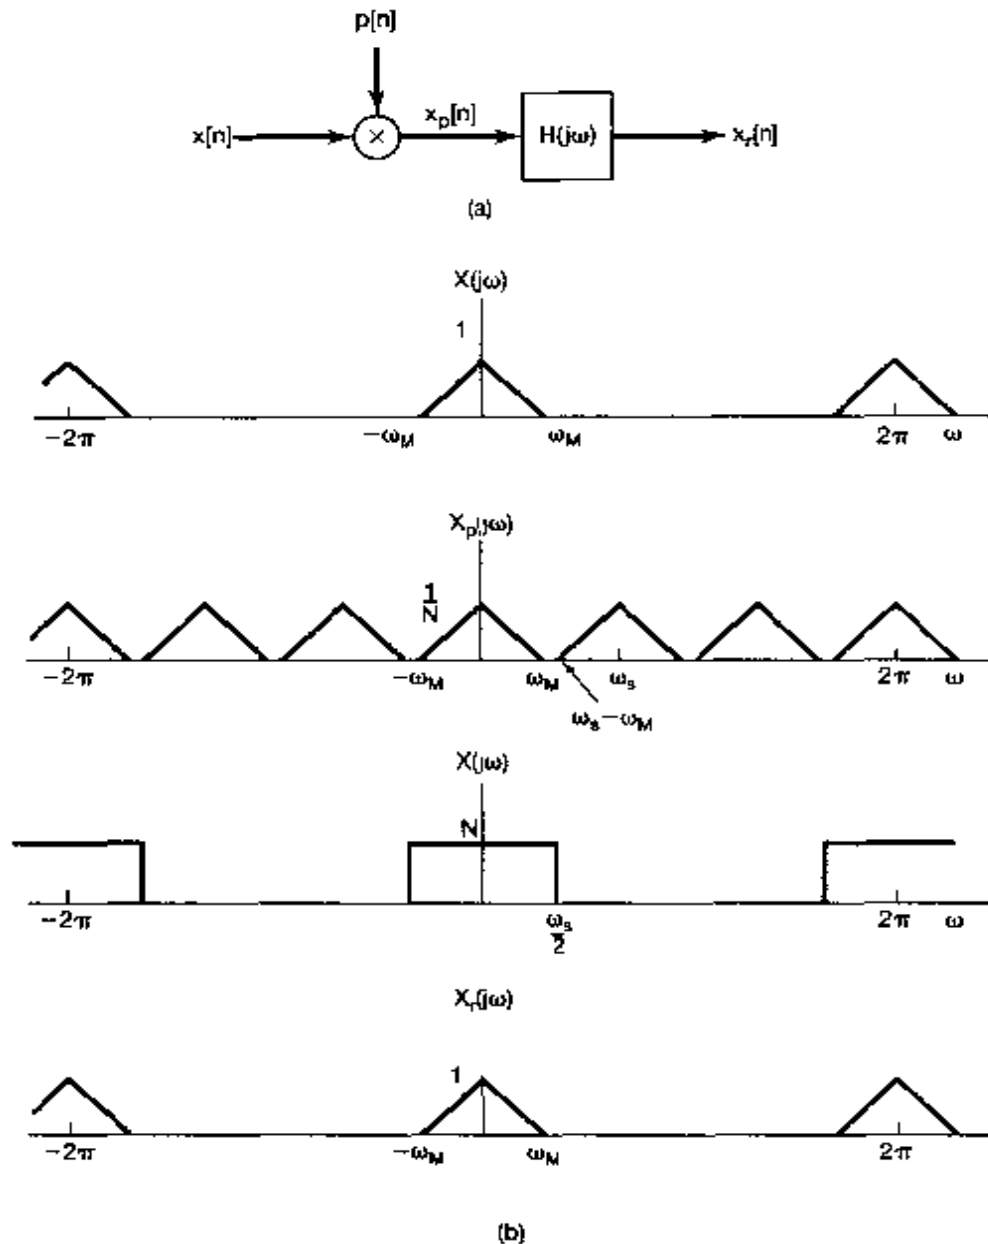 p[n]
x[n] × x_p[n] H(jω) x_r[n]
(a)
X(jω)
1
−2π −ω_M ω_M 2π ω
X_p(jω)
1/N
−2π −ω_M ω_M ω_s 2π ω
ω_s−ω_M
X(jω)
N
−2π ω_s/2 2π ω
X_r(jω)
1
−2π −ω_M ω_M 2π
(b)